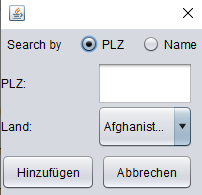 Search by PLZ Name
PLZ:
Land: Afghanist...
Hinzufügen Abbrechen